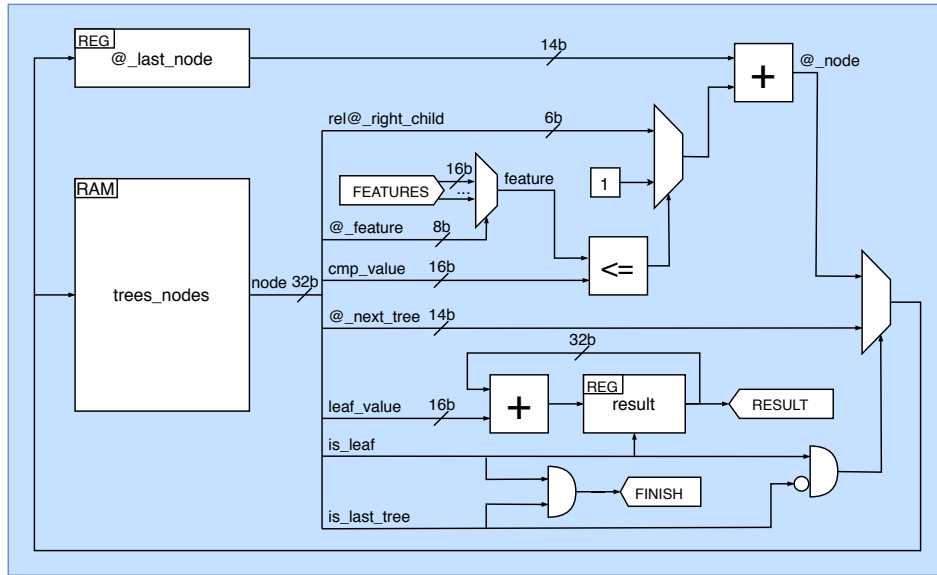 REG
@_last_node
14b
+
@_node
rel@_right_child
6b
1
FEATURES
16b
...
feature
@_feature
8b
<=
RAM
trees_nodes
node 32b
cmp_value
16b
@_next_tree
14b
32b
leaf_value
16b
+
REG
result
RESULT
is_leaf
FINISH
is_last_tree